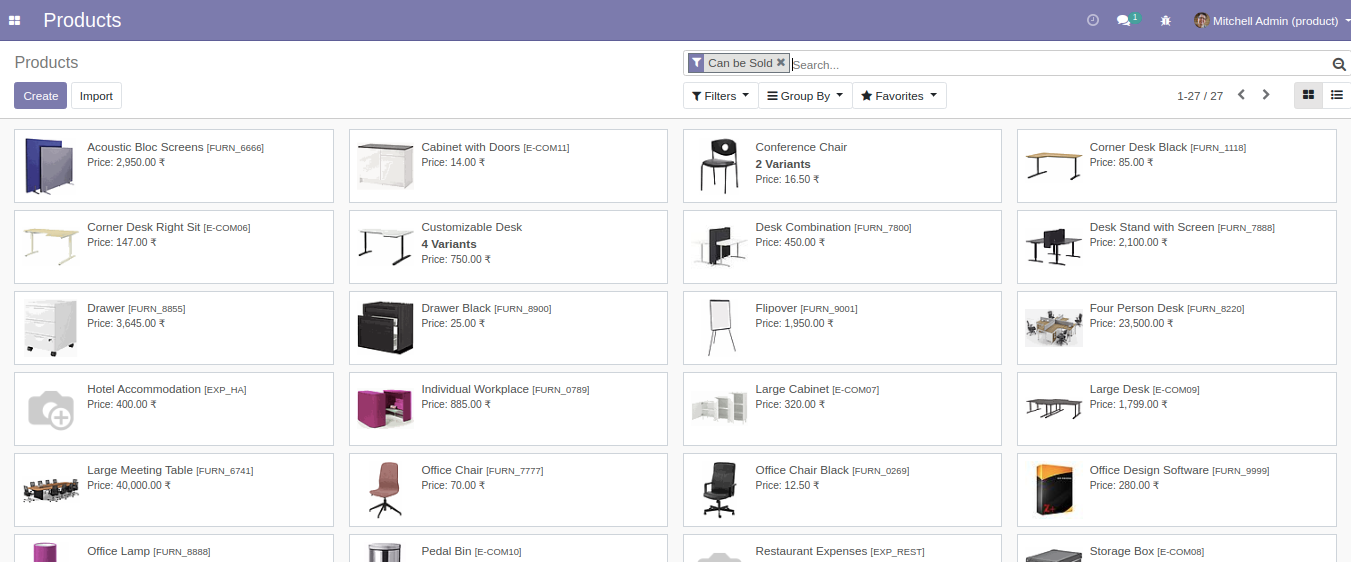 Products
1
Mitchell Admin (product)
Products
Can be Sold
Search...
Create
Import
Filters
Group By
Favorites
1-27 / 27
Acoustic Bloc Screens [FURN_6666]
Price: 2,950.00 ₹
Cabinet with Doors [E-COM11]
Price: 14.00 ₹
Conference Chair
2 Variants
Price: 16.50 ₹
Corner Desk Black [FURN_1118]
Price: 85.00 ₹
Corner Desk Right Sit [E-COM06]
Price: 147.00 ₹
Customizable Desk
4 Variants
Price: 750.00 ₹
Desk Combination [FURN_7800]
Price: 450.00 ₹
Desk Stand with Screen [FURN_7888]
Price: 2,100.00 ₹
Drawer [FURN_8855]
Price: 3,645.00 ₹
Drawer Black [FURN_8900]
Price: 25.00 ₹
Flipover [FURN_9001]
Price: 1,950.00 ₹
Four Person Desk [FURN_8220]
Price: 23,500.00 ₹
Hotel Accommodation [EXP_HA]
Price: 400.00 ₹
Individual Workplace [FURN_0789]
Price: 885.00 ₹
Large Cabinet [E-COM07]
Price: 320.00 ₹
Large Desk [E-COM09]
Price: 1,799.00 ₹
Large Meeting Table [FURN_6741]
Price: 40,000.00 ₹
Office Chair [FURN_7777]
Price: 70.00 ₹
Office Chair Black [FURN_0269]
Price: 12.50 ₹
Office Design Software [FURN_9999]
Price: 280.00 ₹
Office Lamp [FURN_8888]
Pedal Bin [E-COM10]
Restaurant Expenses [EXP_REST]
Storage Box [E-COM08]